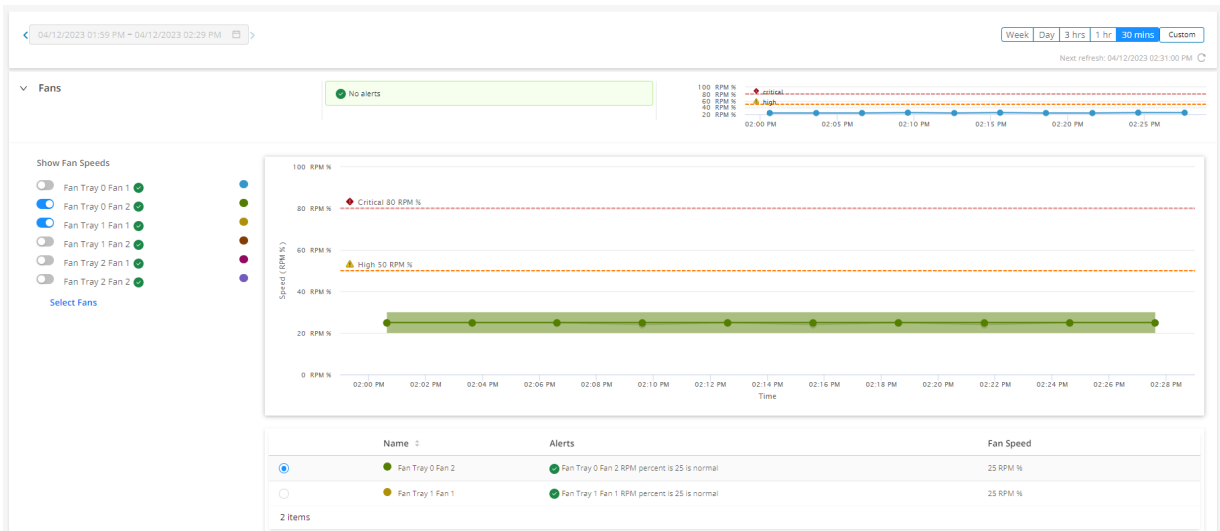 04/12/2023 01:59 PM ~ 04/12/2023 02:29 PM
Week Day 3 hrs 1 hr 30 mins Custom
Next refresh: 04/12/2023 02:31:00 PM
Fans
No alerts
100 RPM %
80 RPM %
60 RPM %
40 RPM %
20 RPM %
critical
high
02:00 PM 02:05 PM 02:10 PM 02:15 PM 02:20 PM 02:25 PM
Show Fan Speeds
Fan Tray 0 Fan 1
Fan Tray 0 Fan 2
Fan Tray 1 Fan 1
Fan Tray 1 Fan 2
Fan Tray 2 Fan 1
Fan Tray 2 Fan 2
Select Fans
Speed ( RPM % )
100 RPM %
80 RPM %
60 RPM %
40 RPM %
20 RPM %
0 RPM %
Critical 80 RPM %
High 50 RPM %
02:00 PM 02:02 PM 02:04 PM 02:06 PM 02:08 PM 02:10 PM 02:12 PM 02:14 PM 02:16 PM 02:18 PM 02:20 PM 02:22 PM 02:24 PM 02:26 PM 02:28 PM
Time
Name Alerts Fan Speed
Fan Tray 0 Fan 2 Fan Tray 0 Fan 2 RPM percent is 25 is normal 25 RPM %
Fan Tray 1 Fan 1 Fan Tray 1 Fan 1 RPM percent is 25 is normal 25 RPM %
2 items